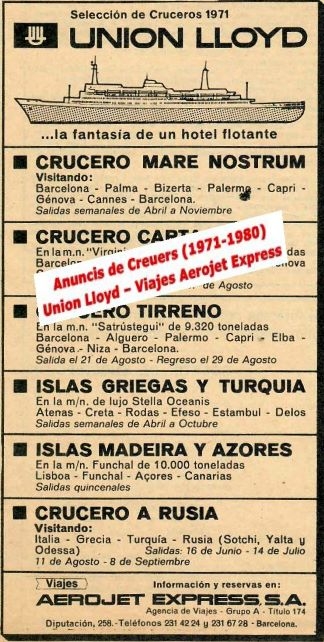 Selección de Cruceros 1971
UNION LLOYD
...la fantasía de un hotel flotante
CRUCERO MARE NOSTRUM
Visitando:
Barcelona - Palma - Bizerta - Palermo - Capri -
Génova - Cannes - Barcelona.
Salidas semanales de Abril a Noviembre
CRUCERO
En la m.n. "Virgini
Anuncis de Creuers (1971-1980)
Union Lloyd – Viajes Aerojet Express
de Agosto
TIRRENO
En la m.n. "Satrústegui" de 9.320 toneladas
Barcelona - Alguero - Palermo - Capri - Elba -
Génova - Niza - Barcelona.
Salida el 21 de Agosto - Regreso el 29 de Agosto
ISLAS GRIEGAS Y TURQUIA
En la m/n. de lujo Stella Oceanis
Atenas - Creta - Rodas - Efeso - Estambul - Delos
Salidas semanales de Abril a Octubre
ISLAS MADEIRA Y AZORES
En la m/n. Funchal de 10.000 toneladas
Lisboa - Funchal - Açores - Canarias
Salidas quincenales
CRUCERO A RUSIA
Visitando:
Italia - Grecia - Turquía - Rusia (Sotchi, Yalta y
Odessa) Salidas: 16 de Junio - 14 de Julio
11 de Agosto - 8 de Septiembre
Viajes Información y reservas en:
AEROJET EXPRESS, S.A.
Agencia de Viajes - Grupo A - Título 174
Diputación, 258.-Teléfonos 231 42 24 y 231 67 28 - Barcelona.